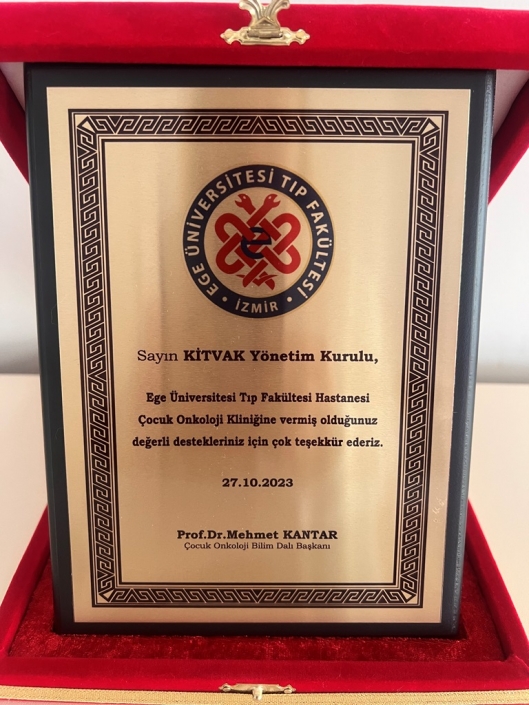 EGE ÜNİVERSİTESİ TIP FAKÜLTESİ
• İZMİR •
e
Sayın KİTVAK Yönetim Kurulu,
Ege Üniversitesi Tıp Fakültesi Hastanesi
Çocuk Onkoloji Kliniğine vermiş olduğunuz
değerli destekleriniz için çok teşekkür ederiz.
27.10.2023
Prof.Dr.Mehmet KANTAR
Çocuk Onkoloji Bilim Dalı Başkanı